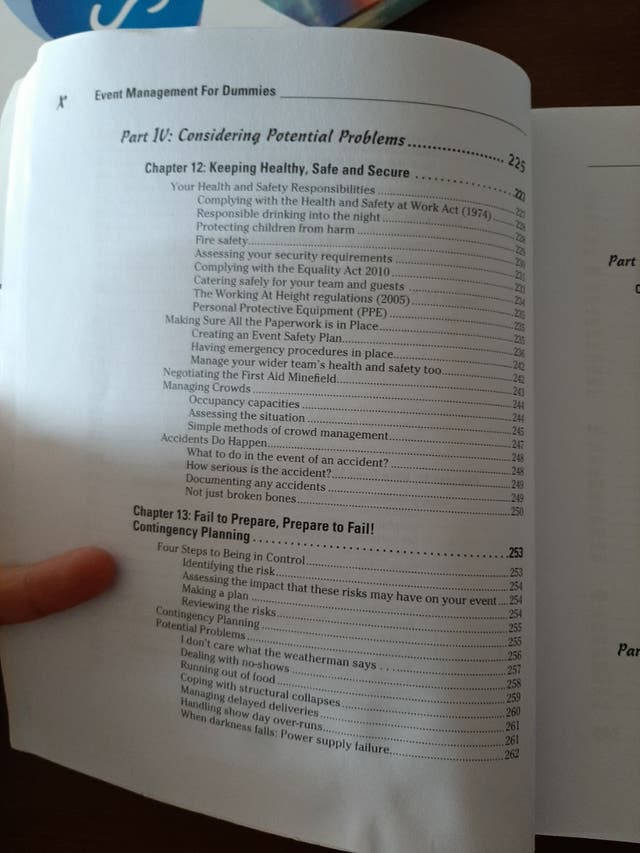 x
Event Management For Dummies
Part IV: Considering Potential Problems.................. 225
Chapter 12: Keeping Healthy, Safe and Secure . . . . . . . . . . . . . . 227
Your Health and Safety Responsibilities .......... 227
Complying with the Health and Safety at Work Act (1974) .......... 228
Responsible drinking into the night .......... 228
Protecting children from harm .......... 229
Fire safety .......... 230
Assessing your security requirements .......... 231
Complying with the Equality Act 2010 .......... 233
Catering safely for your team and guests .......... 234
The Working At Height regulations (2005) .......... 235
Personal Protective Equipment (PPE) .......... 235
Making Sure All the Paperwork is in Place .......... 235
Creating an Event Safety Plan .......... 236
Having emergency procedures in place .......... 242
Manage your wider team's health and safety too .......... 242
Negotiating the First Aid Minefield .......... 243
Managing Crowds .......... 244
Occupancy capacities .......... 244
Assessing the situation .......... 245
Simple methods of crowd management .......... 247
Accidents Do Happen .......... 248
What to do in the event of an accident? .......... 248
How serious is the accident? .......... 249
Documenting any accidents .......... 249
Not just broken bones .......... 250
Chapter 13: Fail to Prepare, Prepare to Fail!
Contingency Planning . . . . . . . . . . . . . . 253
Four Steps to Being in Control .......... 253
Identifying the risk .......... 254
Assessing the impact that these risks may have on your event .... 254
Making a plan .......... 254
Reviewing the risks .......... 255
Contingency Planning .......... 255
Potential Problems .......... 256
I don't care what the weatherman says . . . .......... 257
Dealing with no-shows .......... 258
Running out of food .......... 259
Coping with structural collapses .......... 260
Managing delayed deliveries .......... 261
Handling show day over-runs .......... 261
When darkness falls: Power supply failure .......... 262
Part